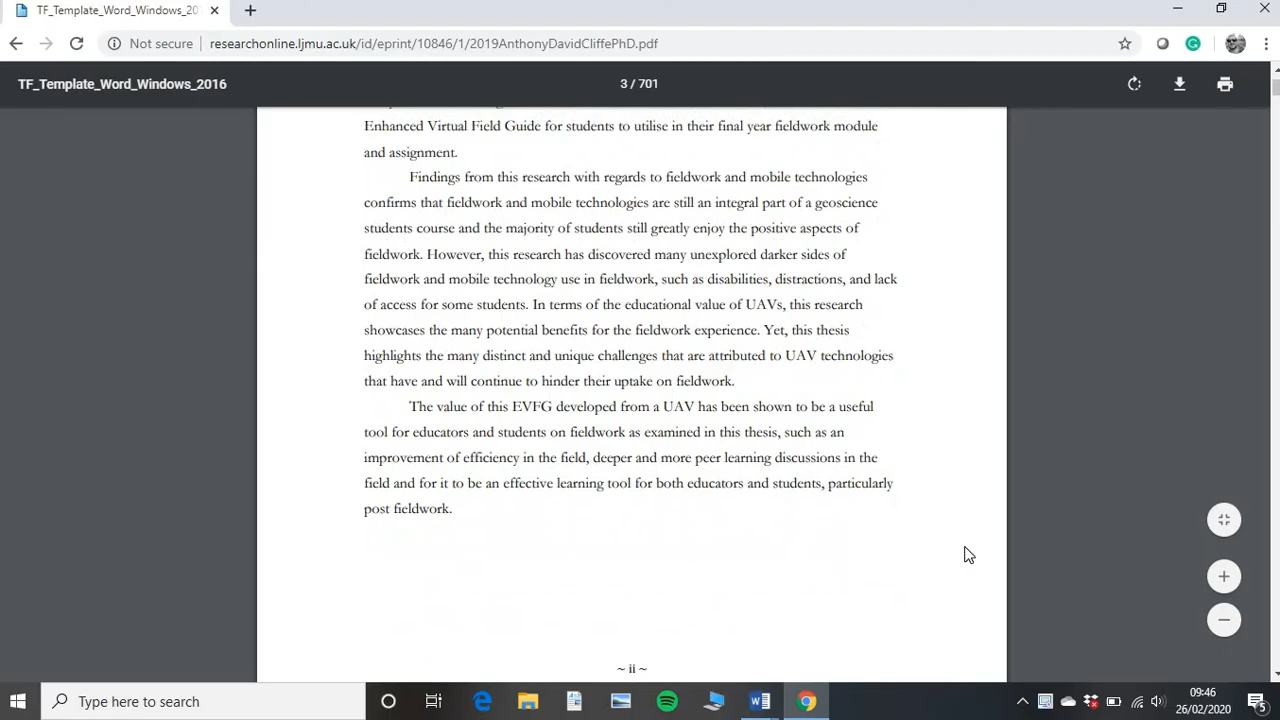 TF_Template_Word_Windows_20
Not secure researchonline.ljmu.ac.uk/id/eprint/10846/1/2019AnthonyDavidCliffePhD.pdf
TF_Template_Word_Windows_2016 3 / 701
Enhanced Virtual Field Guide for students to utilise in their final year fieldwork module
and assignment.
Findings from this research with regards to fieldwork and mobile technologies
confirms that fieldwork and mobile technologies are still an integral part of a geoscience
students course and the majority of students still greatly enjoy the positive aspects of
fieldwork. However, this research has discovered many unexplored darker sides of
fieldwork and mobile technology use in fieldwork, such as disabilities, distractions, and lack
of access for some students. In terms of the educational value of UAVs, this research
showcases the many potential benefits for the fieldwork experience. Yet, this thesis
highlights the many distinct and unique challenges that are attributed to UAV technologies
that have and will continue to hinder their uptake on fieldwork.
The value of this EVFG developed from a UAV has been shown to be a useful
tool for educators and students on fieldwork as examined in this thesis, such as an
improvement of efficiency in the field, deeper and more peer learning discussions in the
field and for it to be an effective learning tool for both educators and students, particularly
post fieldwork.
~ ii ~
Type here to search
09:46
26/02/2020
5